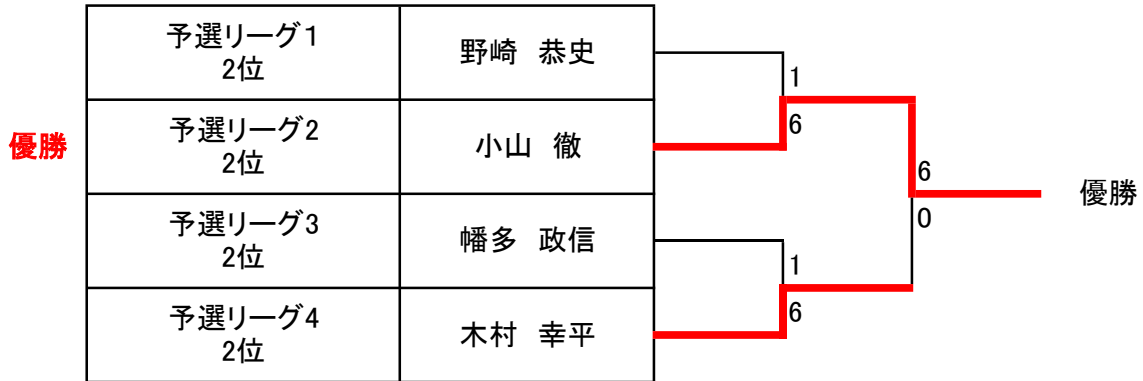 予選リーグ1
2位
野崎 恭史
1
優勝
予選リーグ2
2位
小山 徹
6
6
優勝
0
予選リーグ3
2位
幡多 政信
1
予選リーグ4
2位
木村 幸平
6